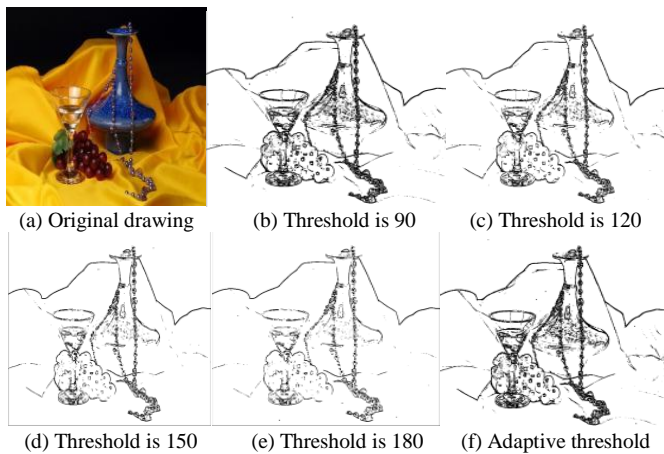 (a) Original drawing
(b) Threshold is 90
(c) Threshold is 120
(d) Threshold is 150
(e) Threshold is 180
(f) Adaptive threshold